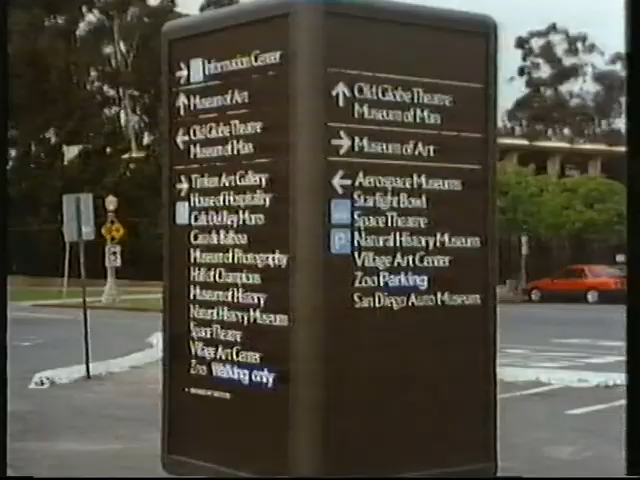 Information Center
Museum of Art
Old Globe Theatre
Museum of Man
Timken Art Gallery
House of Hospitality
Cafe Del Rey Moro
Casa de Balboa
Museum of Photography
Hall of Champions
Museum of History
Natural History Museum
Space Theatre
Village Art Center
Zoo Walking only
Old Globe Theatre
Museum of Man
Museum of Art
Aerospace Museums
Starlight Bowl
Space Theatre
P Natural History Museum
Village Art Center
Zoo Parking
San Diego Auto Museum